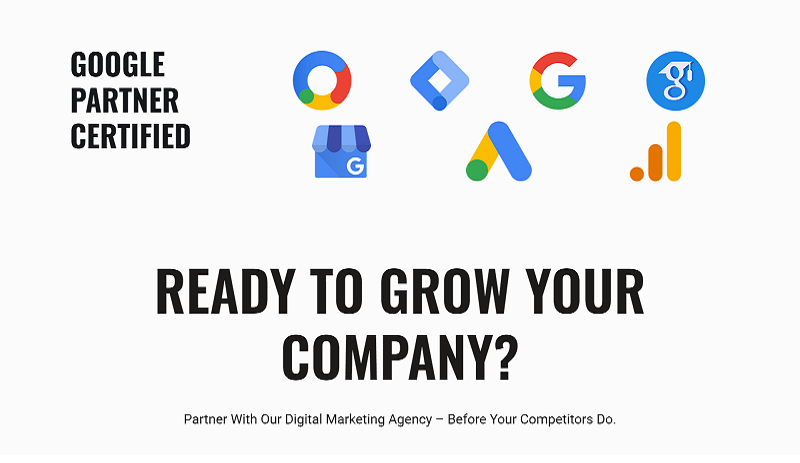 GOOGLE
PARTNER
CERTIFIED
READY TO GROW YOUR
COMPANY?
Partner With Our Digital Marketing Agency – Before Your Competitors Do.